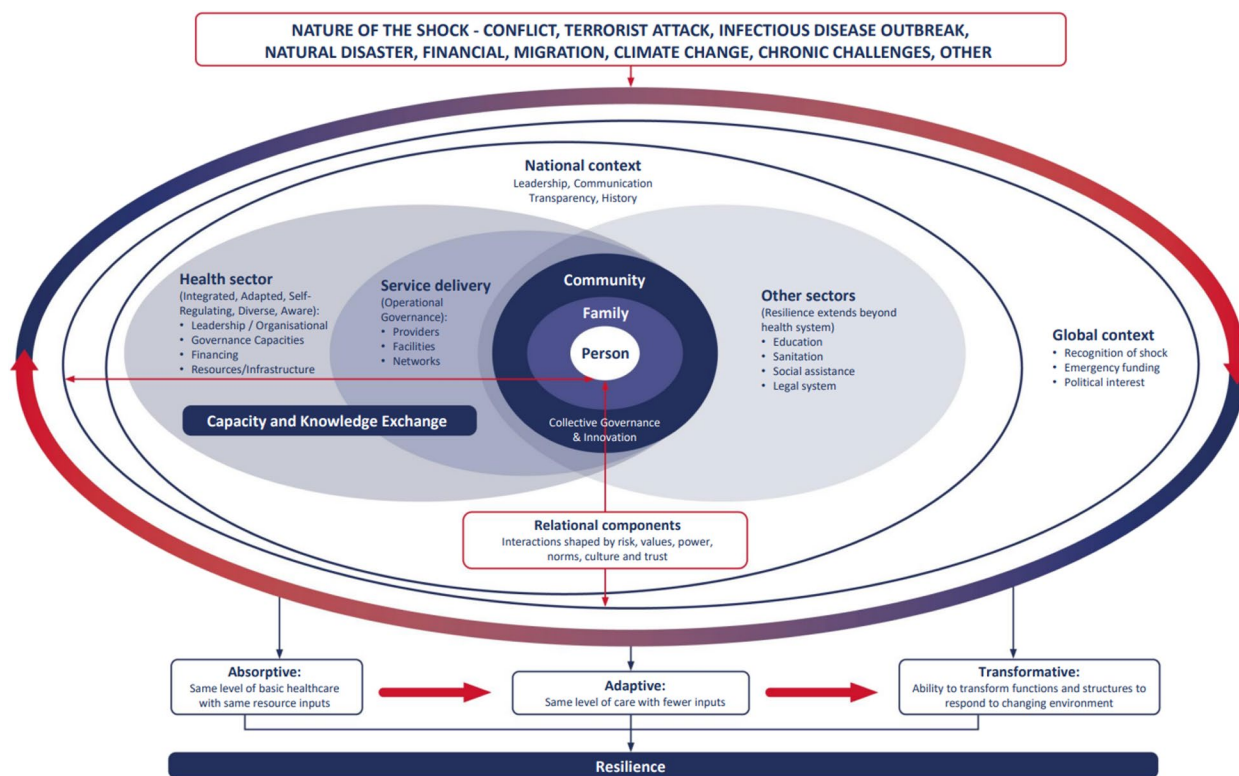 NATURE OF THE SHOCK - CONFLICT, TERRORIST ATTACK, INFECTIOUS DISEASE OUTBREAK,
NATURAL DISASTER, FINANCIAL, MIGRATION, CLIMATE CHANGE, CHRONIC CHALLENGES, OTHER
National context
Leadership, Communication
Transparency, History
Health sector
(Integrated, Adapted, Self-
Regulating, Diverse, Aware):
• Leadership / Organisational
• Governance Capacities
• Financing
• Resources/Infrastructure
Service delivery
(Operational
Governance):
• Providers
• Facilities
• Networks
Community
Family
Person
Collective Governance
& Innovation
Other sectors
(Resilience extends beyond
health system)
• Education
• Sanitation
• Social assistance
• Legal system
Global context
• Recognition of shock
• Emergency funding
• Political interest
Capacity and Knowledge Exchange
Relational components
Interactions shaped by risk, values, power,
norms, culture and trust
Absorptive:
Same level of basic healthcare
with same resource inputs
Adaptive:
Same level of care with fewer inputs
Transformative:
Ability to transform functions and structures to
respond to changing environment
Resilience